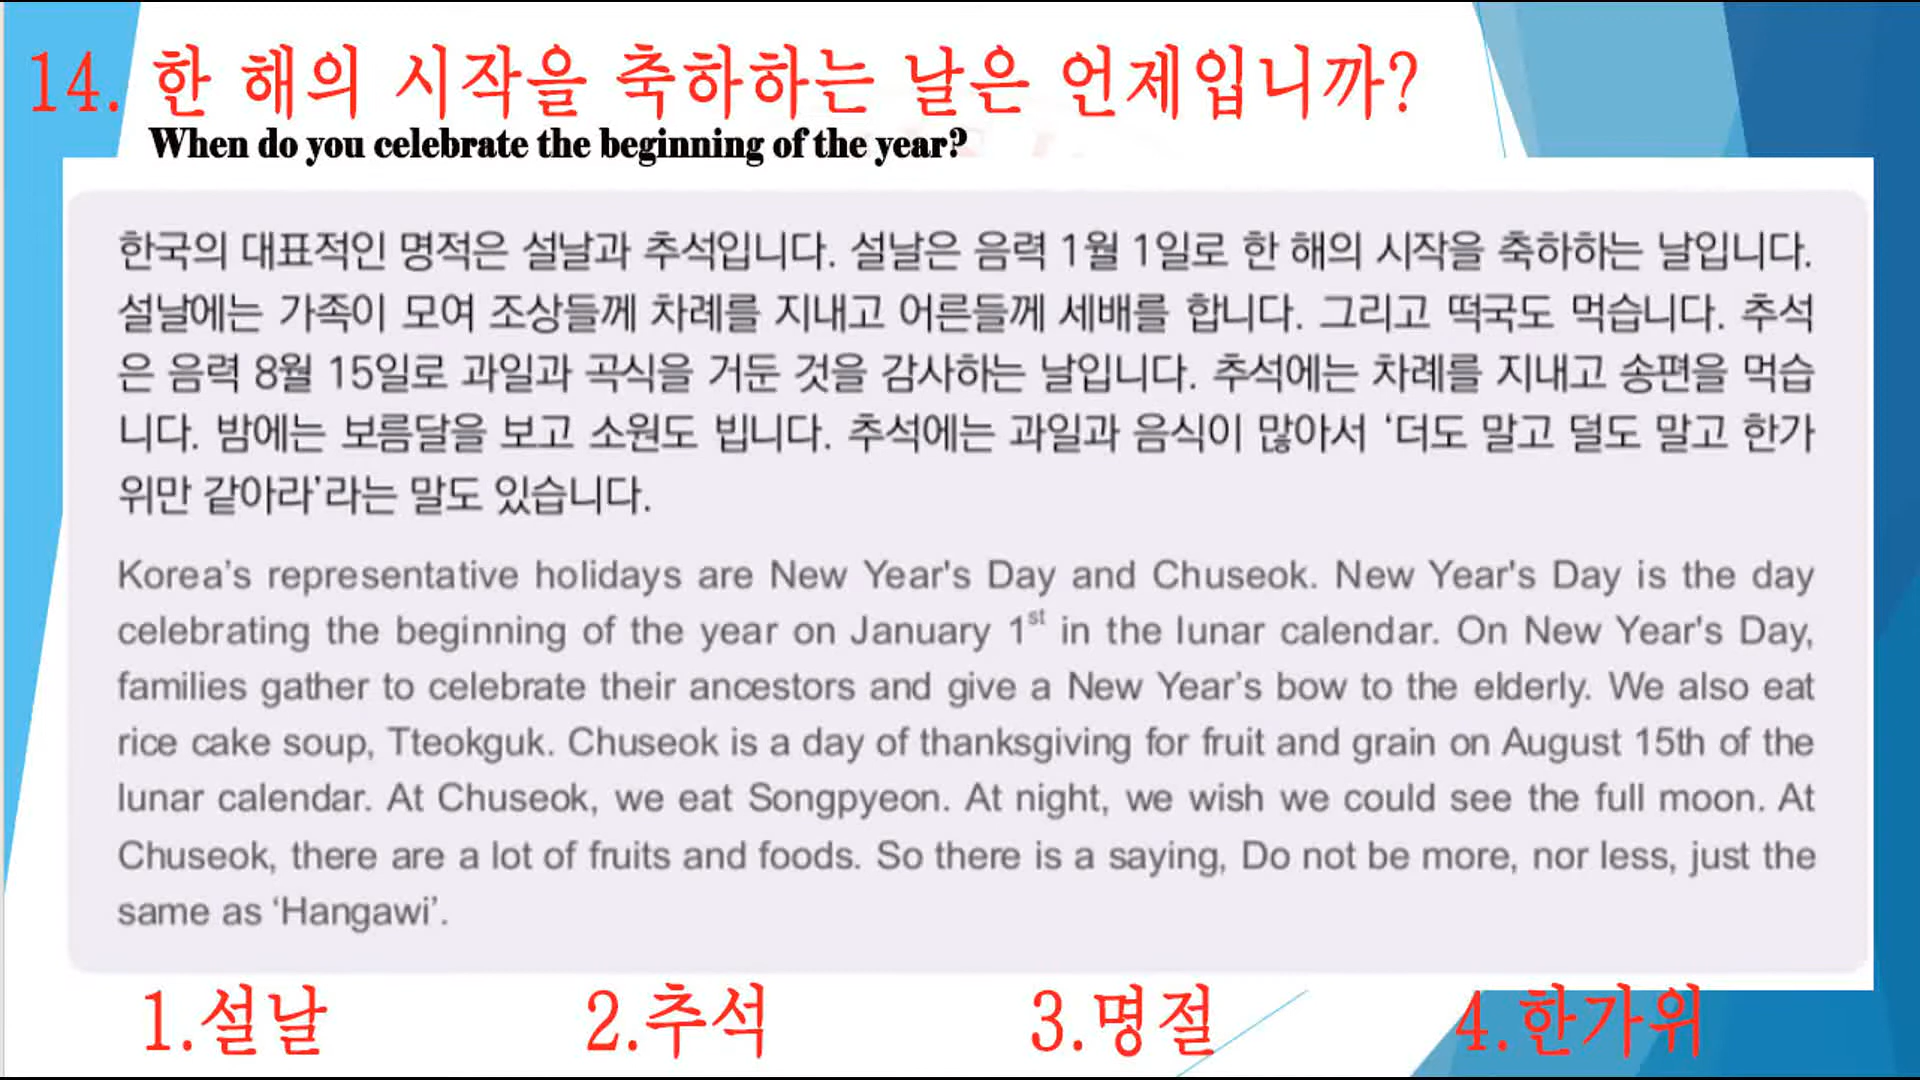 14. 한 해의 시작을 축하하는 날은 언제입니까?
When do you celebrate the beginning of the year?
한국의 대표적인 명적은 설날과 추석입니다. 설날은 음력 1월 1일로 한 해의 시작을 축하하는 날입니다.
설날에는 가족이 모여 조상들께 차례를 지내고 어른들께 세배를 합니다. 그리고 떡국도 먹습니다. 추석
은 음력 8월 15일로 과일과 곡식을 거둔 것을 감사하는 날입니다. 추석에는 차례를 지내고 송편을 먹습
니다. 밤에는 보름달을 보고 소원도 빕니다. 추석에는 과일과 음식이 많아서 ‘더도 말고 덜도 말고 한가
위만 같아라’라는 말도 있습니다.
Korea’s representative holidays are New Year's Day and Chuseok. New Year's Day is the day
celebrating the beginning of the year on January 1st in the lunar calendar. On New Year's Day,
families gather to celebrate their ancestors and give a New Year’s bow to the elderly. We also eat
rice cake soup, Tteokguk. Chuseok is a day of thanksgiving for fruit and grain on August 15th of the
lunar calendar. At Chuseok, we eat Songpyeon. At night, we wish we could see the full moon. At
Chuseok, there are a lot of fruits and foods. So there is a saying, Do not be more, nor less, just the
same as ‘Hangawi’.
1.설날 2.추석 3.명절 4.한가위